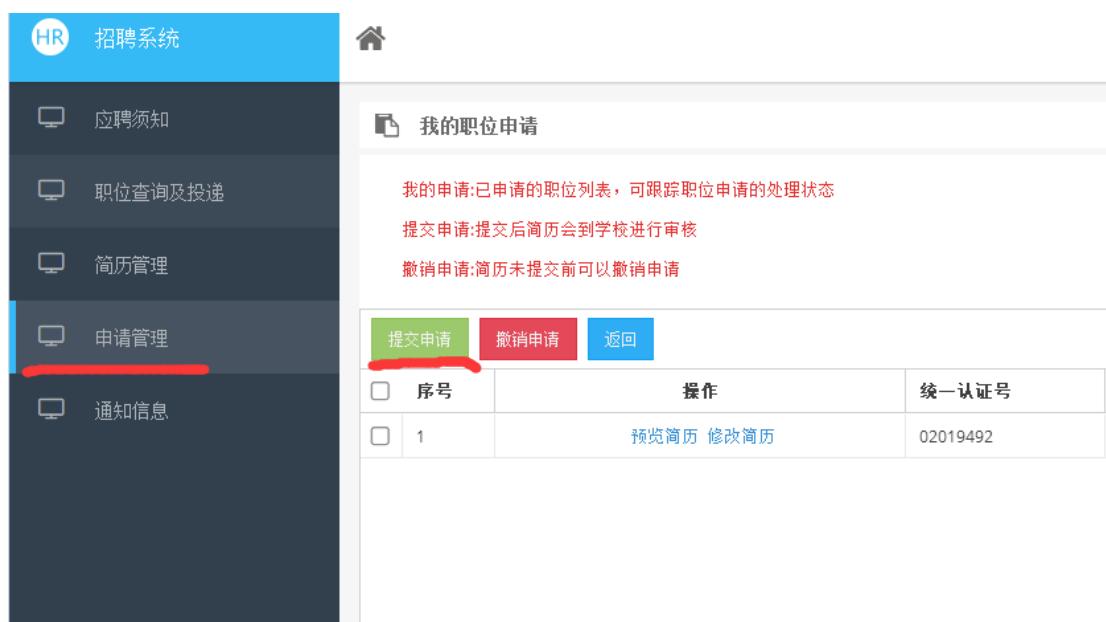 HR 招聘系统
应聘须知
职位查询及投递
简历管理
申请管理
通知信息
我的职位申请
我的申请:已申请的职位列表，可跟踪职位申请的处理状态
提交申请:提交后简历会到学校进行审核
撤销申请:简历未提交前可以撤销申请
提交申请 撤销申请 返回
序号 操作 统一认证号
1 预览简历 修改简历 02019492